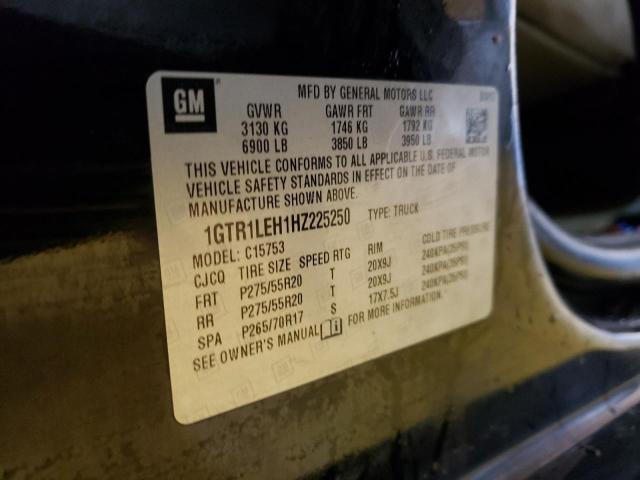 GM
MFD BY GENERAL MOTORS LLC
GVWR GAWR FRT GAWR RR
3130 KG 1746 KG 1792 KG
6900 LB 3850 LB 3950 LB
THIS VEHICLE CONFORMS TO ALL APPLICABLE U.S. FEDERAL MOTOR
VEHICLE SAFETY STANDARDS IN EFFECT ON THE DATE OF
MANUFACTURE SHOWN ABOVE.
1GTR1LEH1HZ225250 TYPE: TRUCK
MODEL: C15753
CJCQ TIRE SIZE SPEED RTG RIM COLD TIRE PRESSURE
FRT P275/55R20 T 20X9J 240KPA(35PSI)
RR P275/55R20 T 20X9J 240KPA(35PSI)
SPA P265/70R17 S 17X7.5J 240KPA(35PSI)
SEE OWNER'S MANUAL FOR MORE INFORMATION.